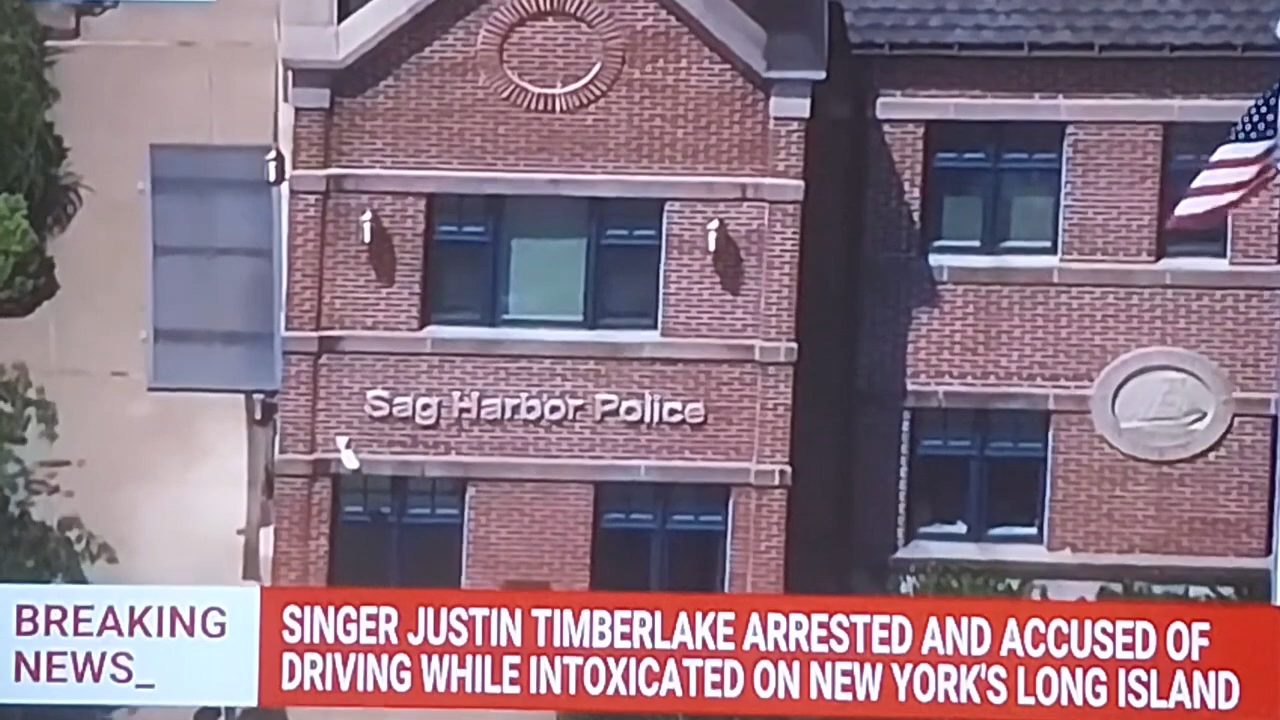 Sag Harbor Police
BREAKING
NEWS_
SINGER JUSTIN TIMBERLAKE ARRESTED AND ACCUSED OF
DRIVING WHILE INTOXICATED ON NEW YORK'S LONG ISLAND